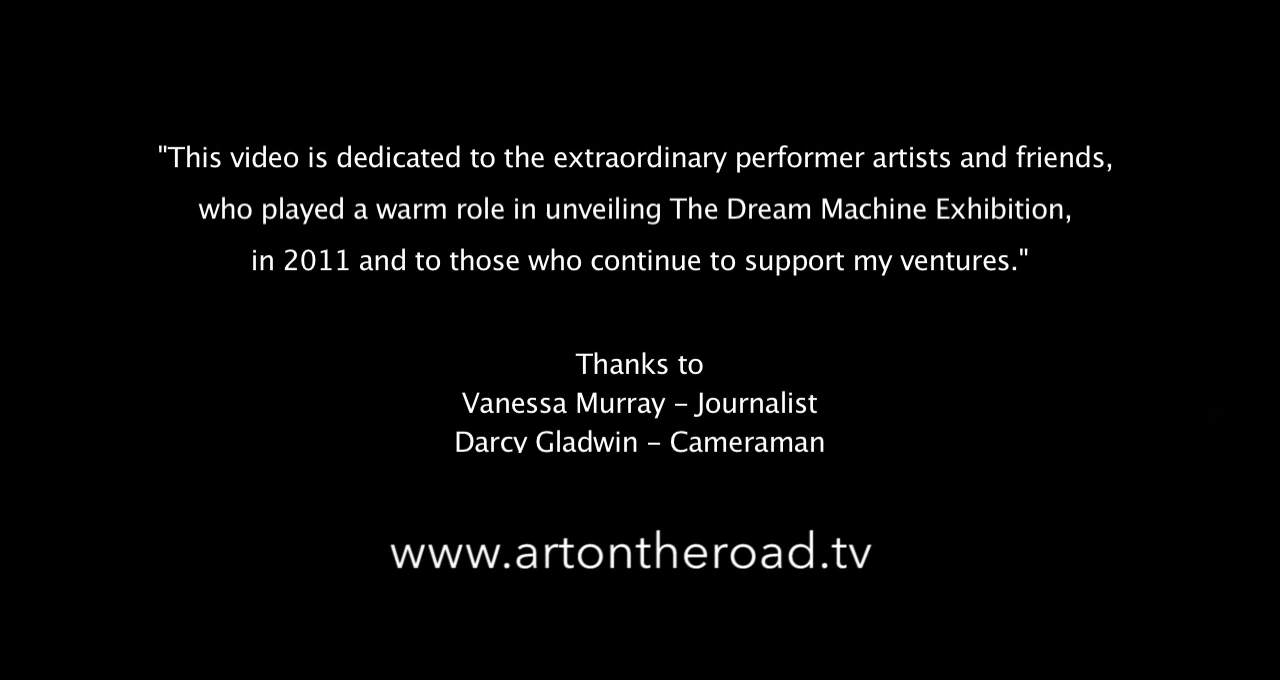 "This video is dedicated to the extraordinary performer artists and friends,
who played a warm role in unveiling The Dream Machine Exhibition,
in 2011 and to those who continue to support my ventures."
Thanks to
Vanessa Murray – Journalist
Darcy Gladwin – Cameraman
www.artontheroad.tv